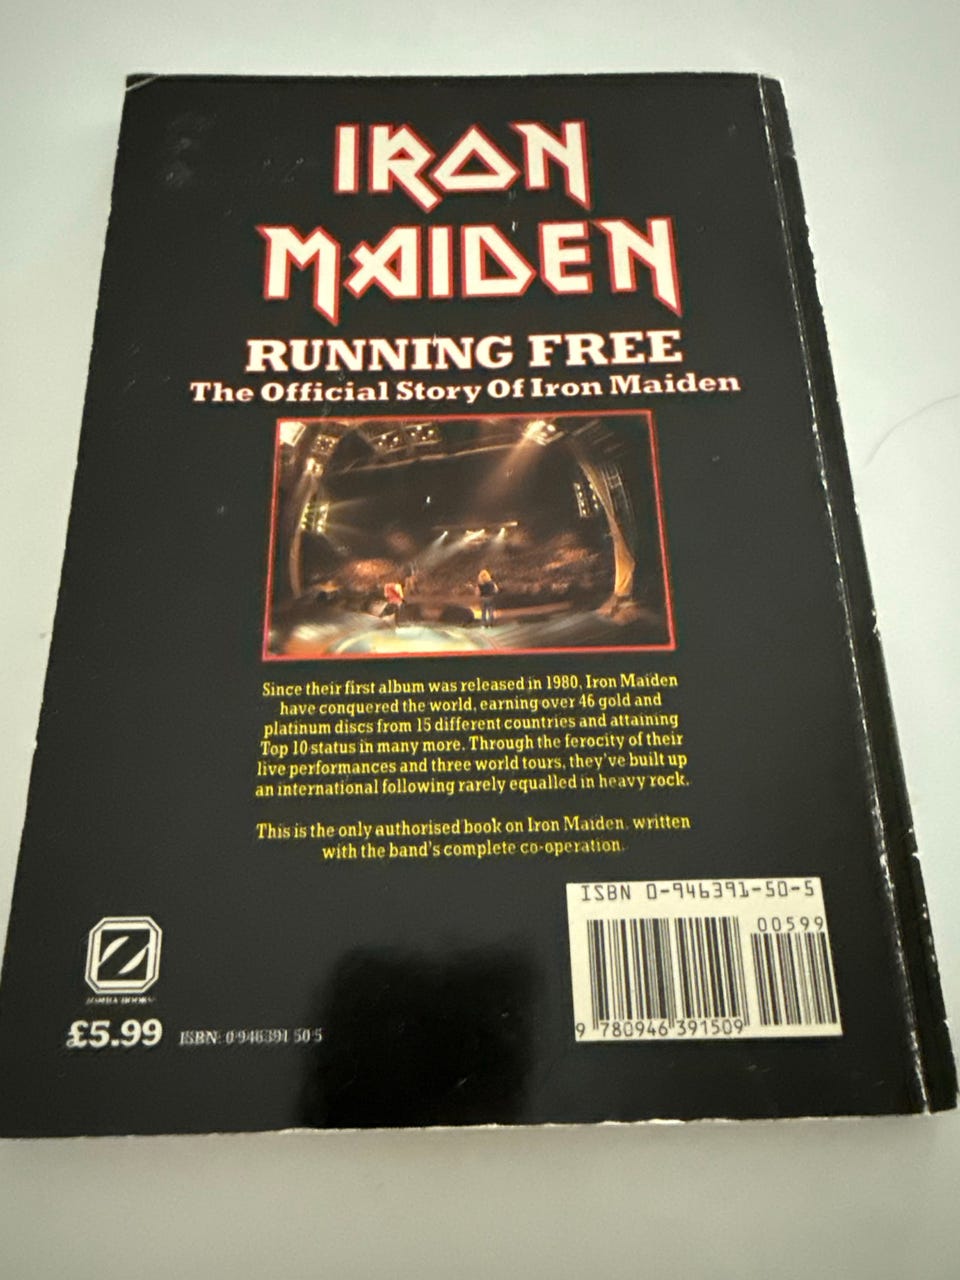 IRON
MAIDEN
RUNNING FREE
The Official Story Of Iron Maiden
Since their first album was released in 1980, Iron Maiden
have conquered the world, earning over 46 gold and
platinum discs from 15 different countries and attaining
Top 10 status in many more. Through the ferocity of their
live performances and three world tours, they've built up
an international following rarely equalled in heavy rock.
This is the only authorised book on Iron Maiden, written
with the band's complete co-operation.
ISBN 0-946391-50-5
00599
9 780946 391509
ZOMBA BOOKS
£5.99 ISBN: 0 946391 50 5